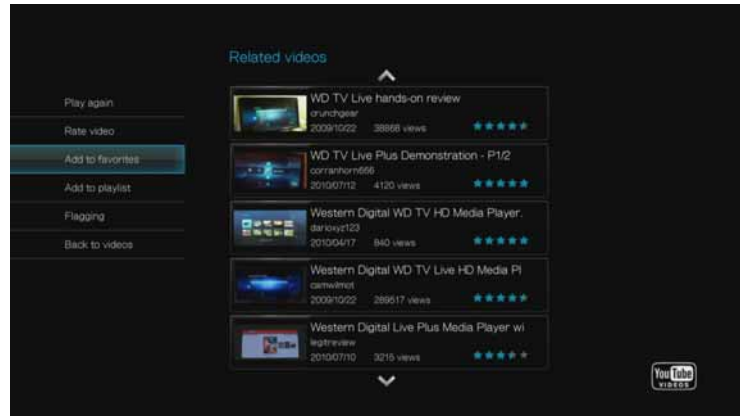 Related videos
Play again
Rate video
Add to favorites
Add to playlist
Flagging
Back to videos
WD TV Live hands-on review
crunchgear
2009/10/22 38868 views
WD TV Live Plus Demonstration - P1/2
corranhorn666
2010/07/12 4120 views
Western Digital WD TV HD Media Player.
darioxyz123
2010/04/17 840 views
Western Digital WD TV Live HD Media Pl
camwilmot
2009/10/22 289517 views
Western Digital Live Plus Media Player wi
legitreview
2010/07/10 3215 views
You Tube
VIDEOS